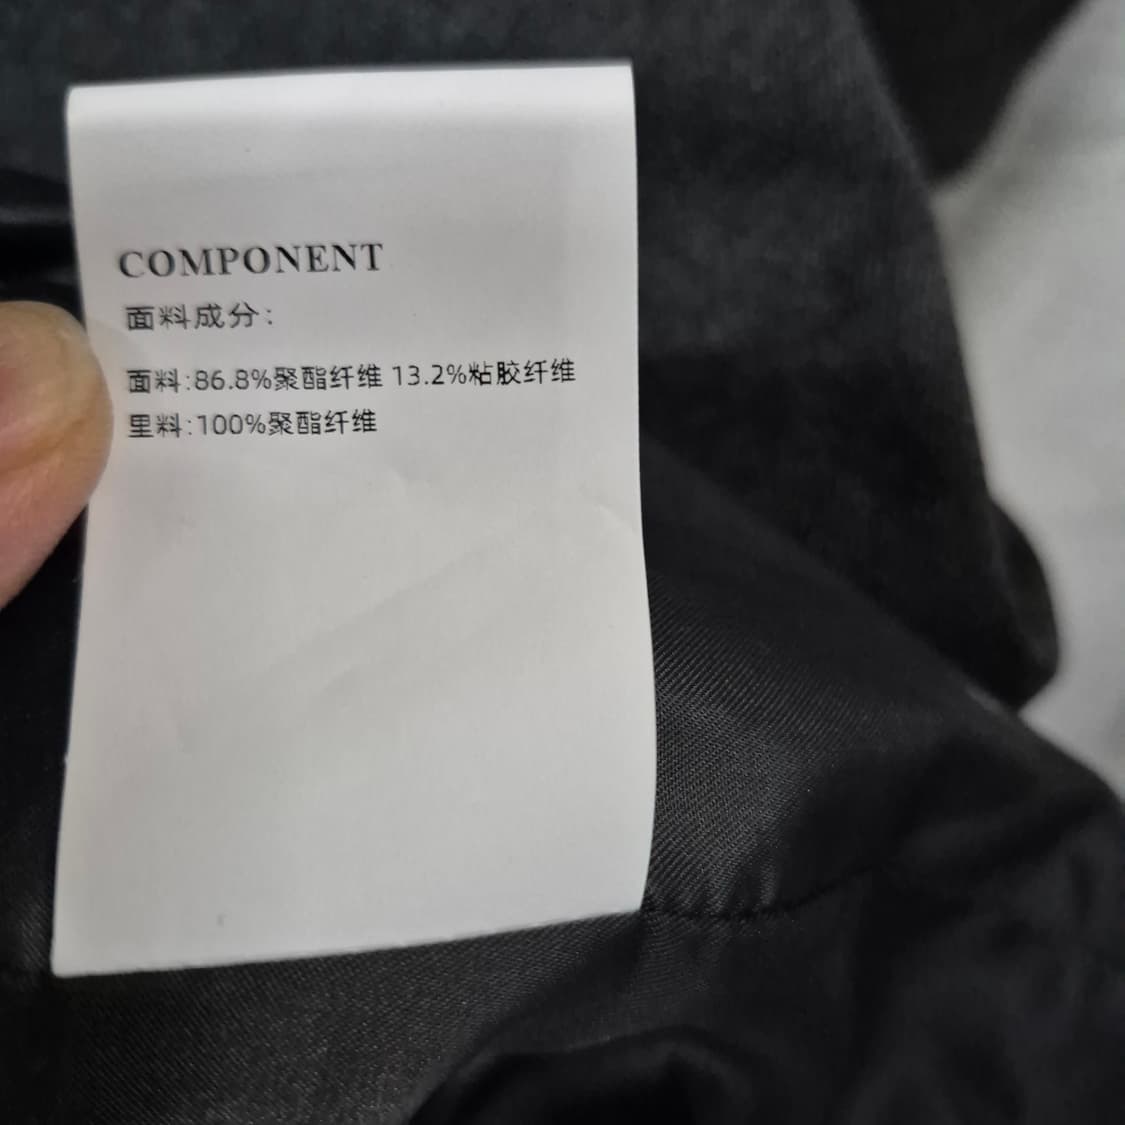 COMPONENT
面料成分:
面料:86.8%聚酯纤维 13.2%粘胶纤维
里料:100%聚酯纤维